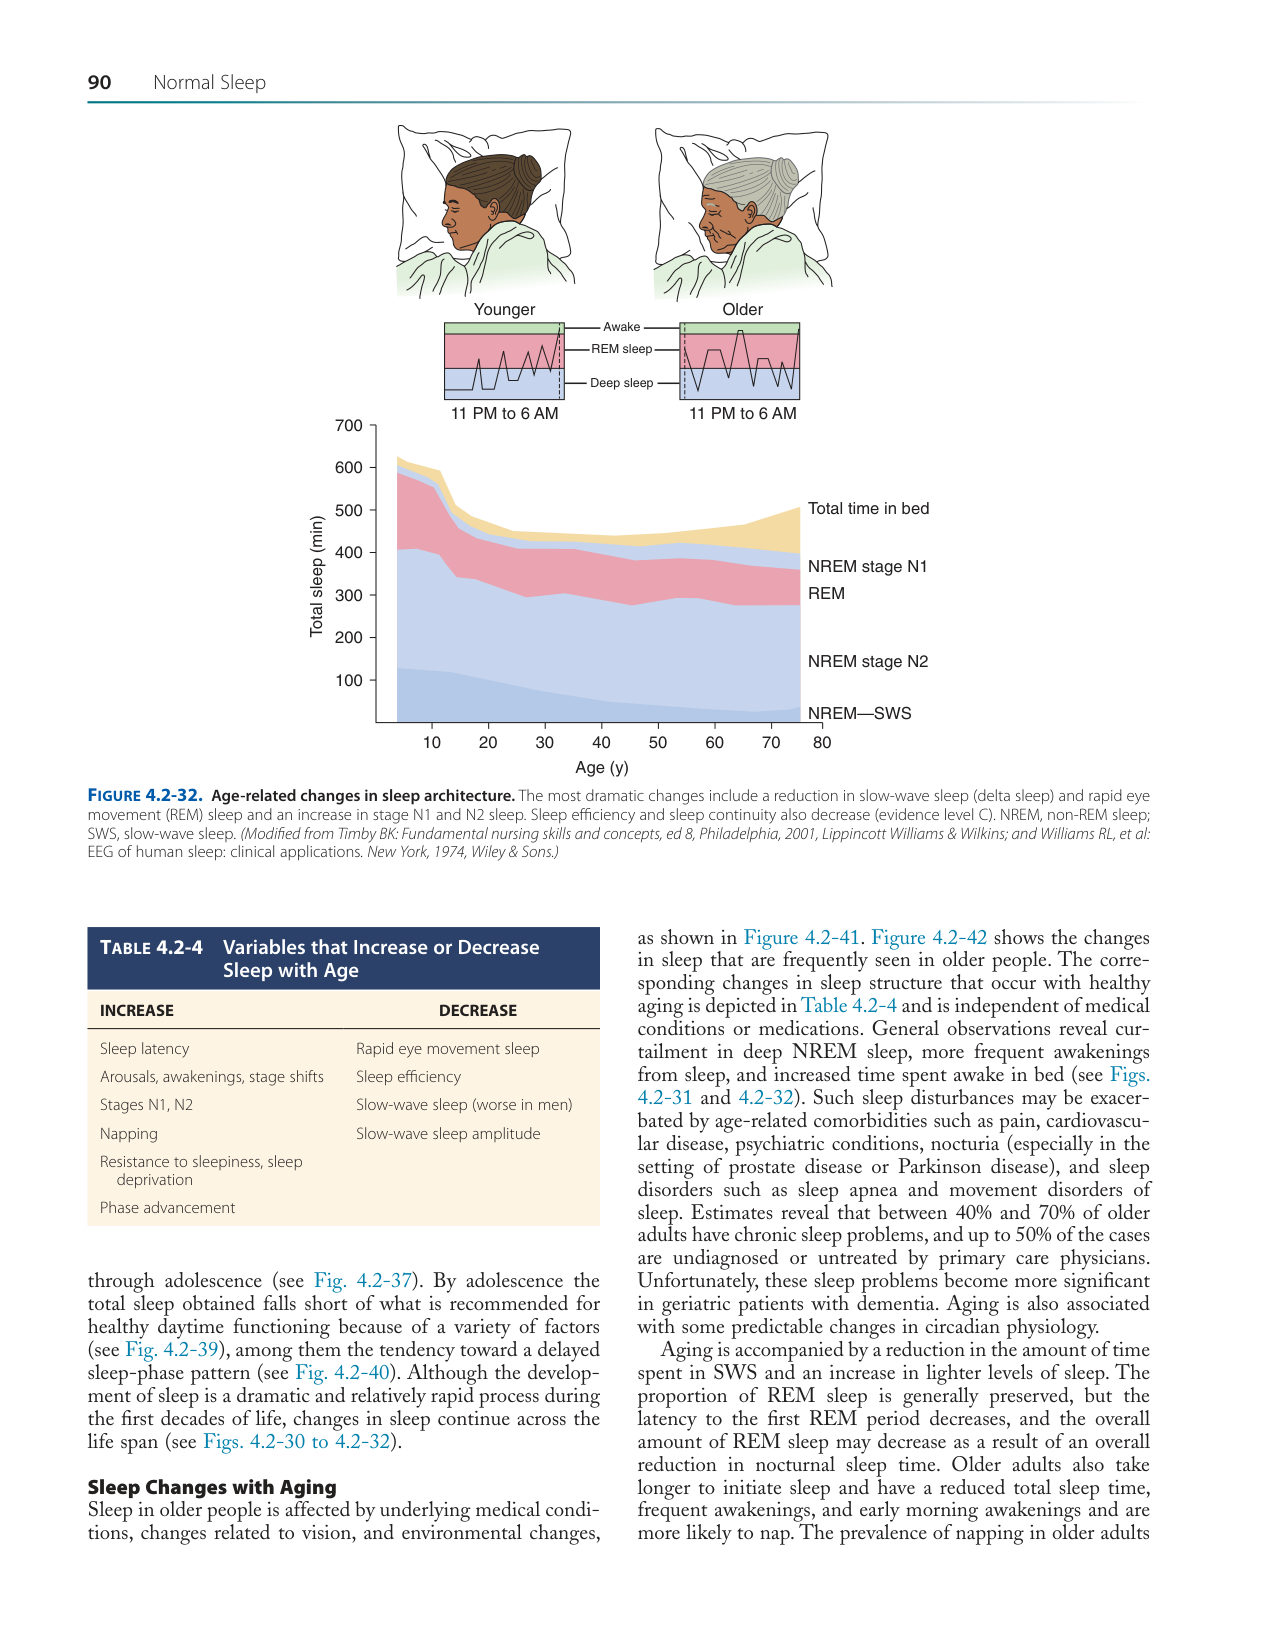 90 Normal Sleep
Younger
Older
Awake
REM sleep
Deep sleep
11 PM to 6 AM
11 PM to 6 AM
700
600
500
400
300
200
100
Total sleep (min)
Total time in bed
NREM stage N1
REM
NREM stage N2
NREM—SWS
10 20 30 40 50 60 70 80
Age (y)
FIGURE 4.2-32. Age-related changes in sleep architecture. The most dramatic changes include a reduction in slow-wave sleep (delta sleep) and rapid eye
movement (REM) sleep and an increase in stage N1 and N2 sleep. Sleep efficiency and sleep continuity also decrease (evidence level C). NREM, non-REM sleep;
SWS, slow-wave sleep. (Modified from Timby BK: Fundamental nursing skills and concepts, ed 8, Philadelphia, 2001, Lippincott Williams & Wilkins; and Williams RL, et al:
EEG of human sleep: clinical applications. New York, 1974, Wiley & Sons.)
TABLE 4.2-4 Variables that Increase or Decrease
Sleep with Age
INCREASE DECREASE
Sleep latency Rapid eye movement sleep
Arousals, awakenings, stage shifts Sleep efficiency
Stages N1, N2 Slow-wave sleep (worse in men)
Napping Slow-wave sleep amplitude
Resistance to sleepiness, sleep
deprivation
Phase advancement
through adolescence (see Fig. 4.2-37). By adolescence the
total sleep obtained falls short of what is recommended for
healthy daytime functioning because of a variety of factors
(see Fig. 4.2-39), among them the tendency toward a delayed
sleep-phase pattern (see Fig. 4.2-40). Although the develop-
ment of sleep is a dramatic and relatively rapid process during
the first decades of life, changes in sleep continue across the
life span (see Figs. 4.2-30 to 4.2-32).
Sleep Changes with Aging
Sleep in older people is affected by underlying medical condi-
tions, changes related to vision, and environmental changes,
as shown in Figure 4.2-41. Figure 4.2-42 shows the changes
in sleep that are frequently seen in older people. The corre-
sponding changes in sleep structure that occur with healthy
aging is depicted in Table 4.2-4 and is independent of medical
conditions or medications. General observations reveal cur-
tailment in deep NREM sleep, more frequent awakenings
from sleep, and increased time spent awake in bed (see Figs.
4.2-31 and 4.2-32). Such sleep disturbances may be exacer-
bated by age-related comorbidities such as pain, cardiovascu-
lar disease, psychiatric conditions, nocturia (especially in the
setting of prostate disease or Parkinson disease), and sleep
disorders such as sleep apnea and movement disorders of
sleep. Estimates reveal that between 40% and 70% of older
adults have chronic sleep problems, and up to 50% of the cases
are undiagnosed or untreated by primary care physicians.
Unfortunately, these sleep problems become more significant
in geriatric patients with dementia. Aging is also associated
with some predictable changes in circadian physiology.
Aging is accompanied by a reduction in the amount of time
spent in SWS and an increase in lighter levels of sleep. The
proportion of REM sleep is generally preserved, but the
latency to the first REM period decreases, and the overall
amount of REM sleep may decrease as a result of an overall
reduction in nocturnal sleep time. Older adults also take
longer to initiate sleep and have a reduced total sleep time,
frequent awakenings, and early morning awakenings and are
more likely to nap. The prevalence of napping in older adults